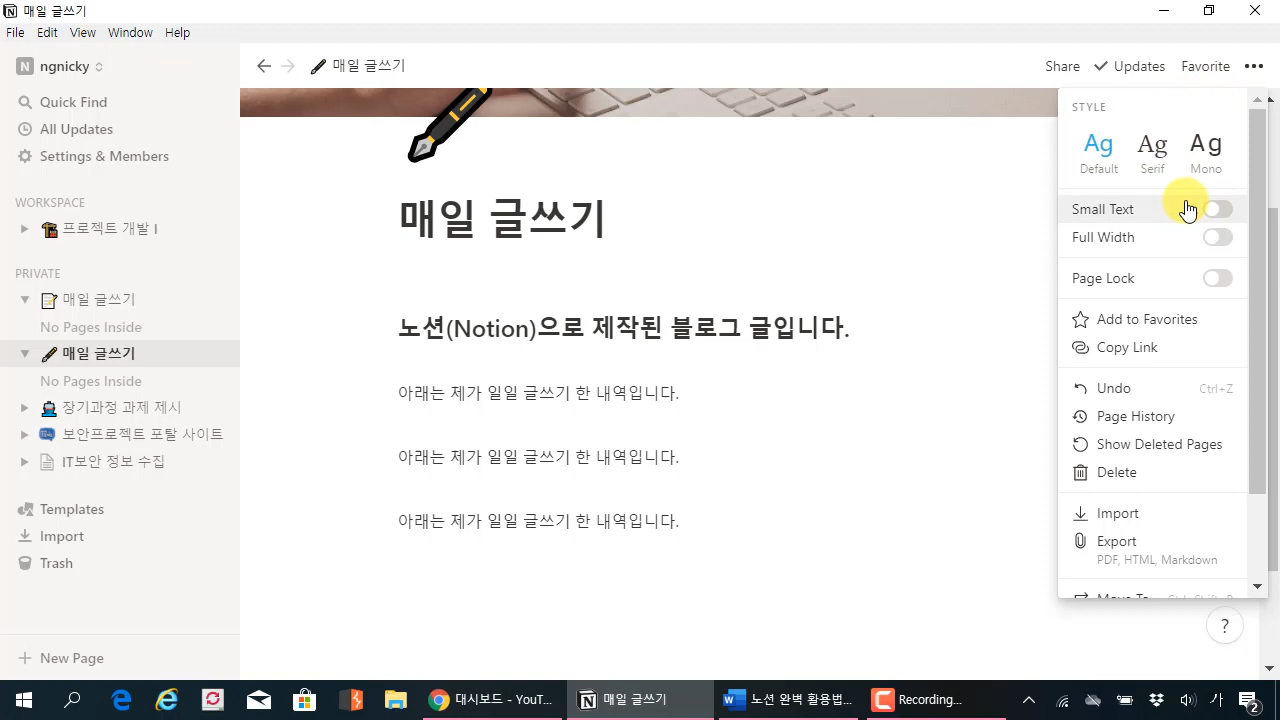 매일 글쓰기
File Edit View Window Help
N ngnicky
매일 글쓰기
Share Updates Favorite
Quick Find
All Updates
Settings & Members
WORKSPACE
프로젝트 개발 I
PRIVATE
매일 글쓰기
No Pages Inside
매일 글쓰기
No Pages Inside
장기과정 과제 제시
보안프로젝트 포탈 사이트
IT보안 정보 수집
Templates
Import
Trash
New Page
매일 글쓰기
노션(Notion)으로 제작된 블로그 글입니다.
아래는 제가 일일 글쓰기 한 내역입니다.
아래는 제가 일일 글쓰기 한 내역입니다.
아래는 제가 일일 글쓰기 한 내역입니다.
STYLE
Ag Ag Ag
Default Serif Mono
Small Text
Full Width
Page Lock
Add to Favorites
Copy Link
Undo Ctrl+Z
Page History
Show Deleted Pages
Delete
Import
Export
PDF, HTML, Markdown
Move To
?
대시보드 - YouT...
매일 글쓰기
노션 완벽 활용법...
Recording...
가
2